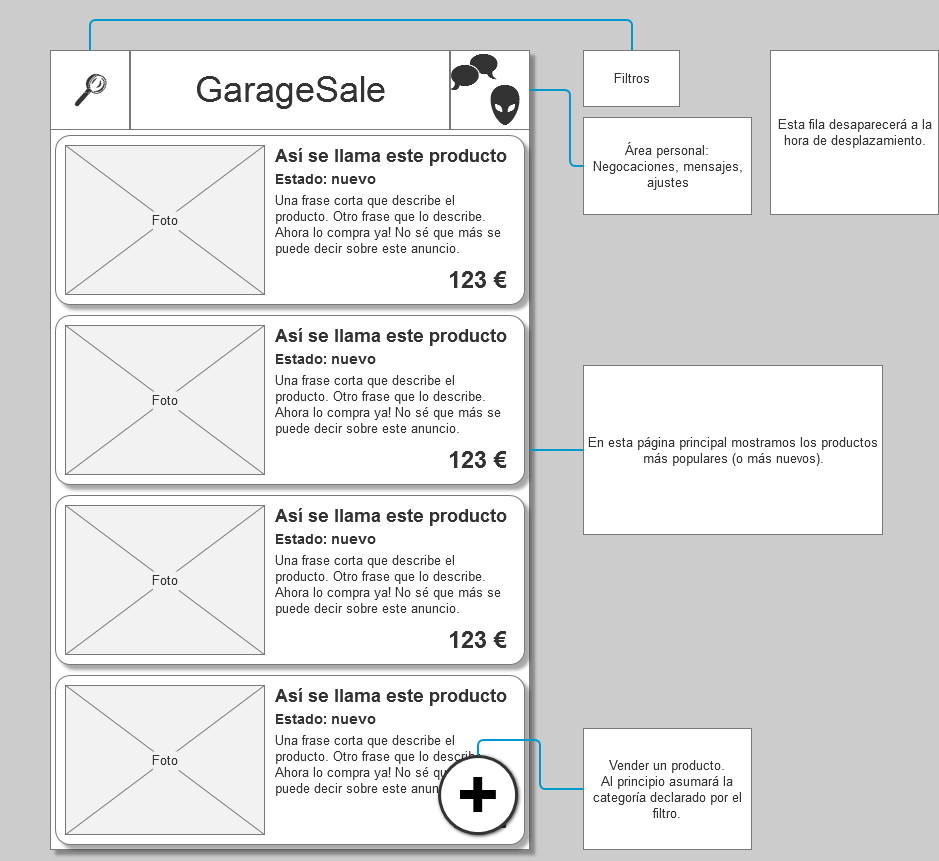 GarageSale
Filtros
Área personal:
Negocaciones, mensajes,
ajustes
Esta fila desaparecerá a la
hora de desplazamiento.
Así se llama este producto
Estado: nuevo
Una frase corta que describe el
producto. Otro frase que lo describe.
Ahora lo compra ya! No sé que más se
puede decir sobre este anuncio.
123 €
Foto
Así se llama este producto
Estado: nuevo
Una frase corta que describe el
producto. Otro frase que lo describe.
Ahora lo compra ya! No sé que más se
puede decir sobre este anuncio.
123 €
Foto
En esta página principal mostramos los productos
más populares (o más nuevos).
Así se llama este producto
Estado: nuevo
Una frase corta que describe el
producto. Otro frase que lo describe.
Ahora lo compra ya! No sé que más se
puede decir sobre este anuncio.
123 €
Foto
Así se llama este producto
Estado: nuevo
Una frase corta que describe el
producto. Otro frase que lo
Ahora lo compra ya! No sé
puede decir sobre este
Foto
Vender un producto.
Al principio asumará la
categoría declarado por el
filtro.